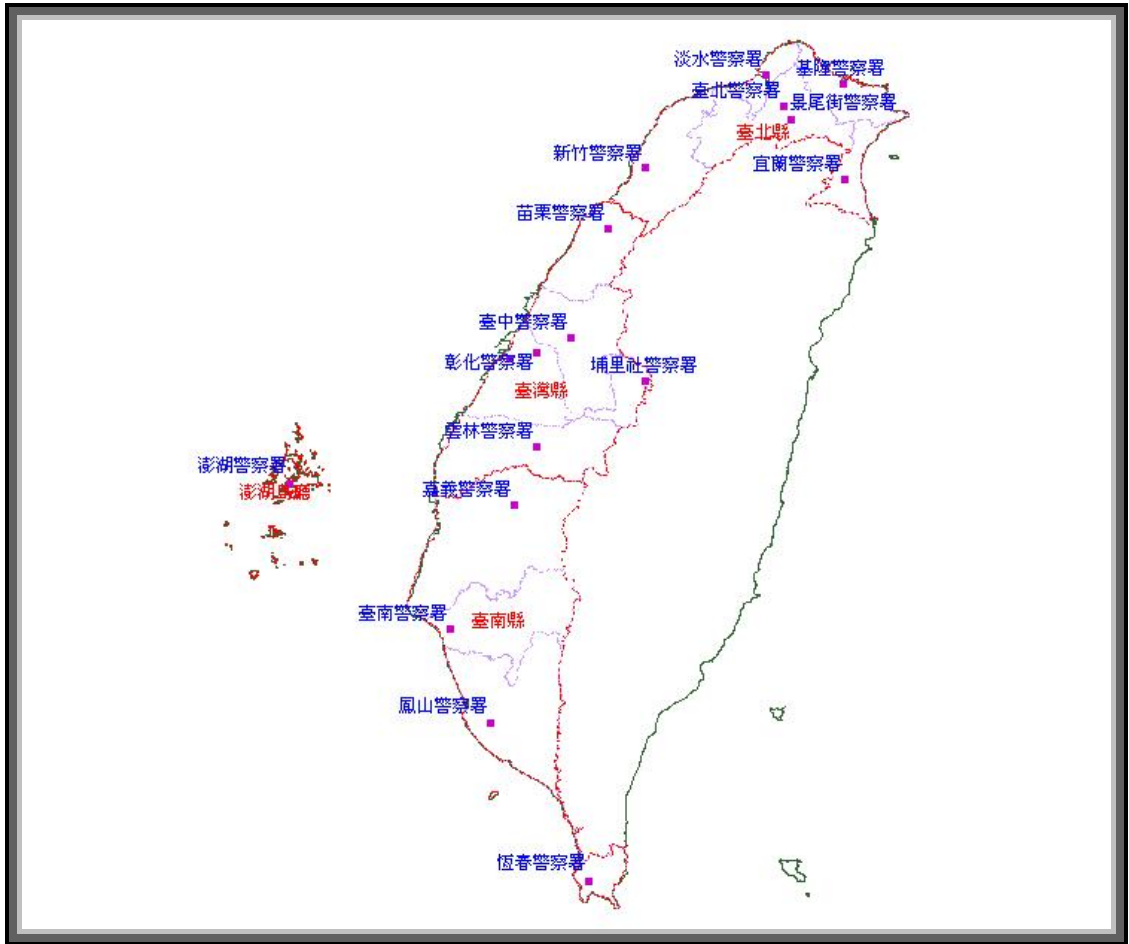 淡水警察署
基隆警察署
臺北警察署
景尾街警察署
臺北縣
新竹警察署
宜蘭警察署
苗栗警察署
臺中警察署
彰化警察署
埔里社警察署
臺灣縣
雲林警察署
澎湖警察署
澎湖島廳
嘉義警察署
臺南警察署
臺南縣
鳳山警察署
恆春警察署